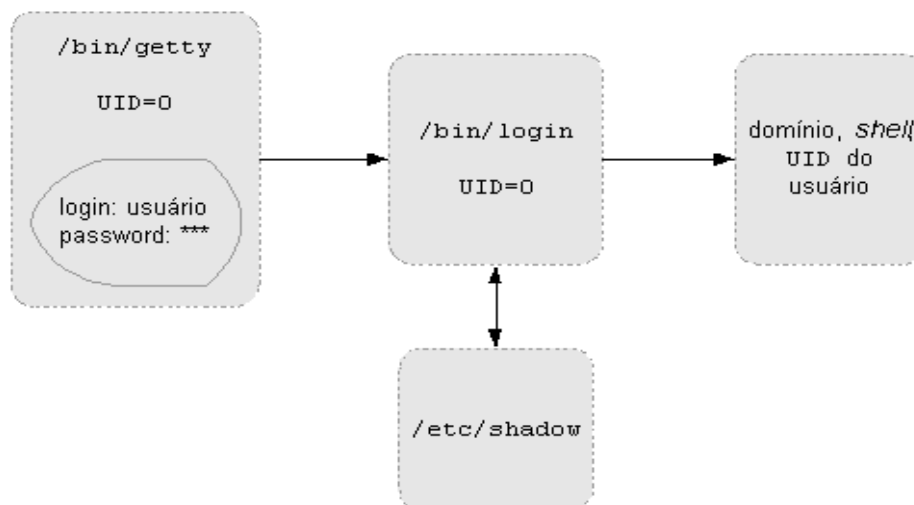 /bin/getty
UID=0
login: usuário
password: ***
/bin/login
UID=0
domínio, shell,
UID do
usuário
/etc/shadow